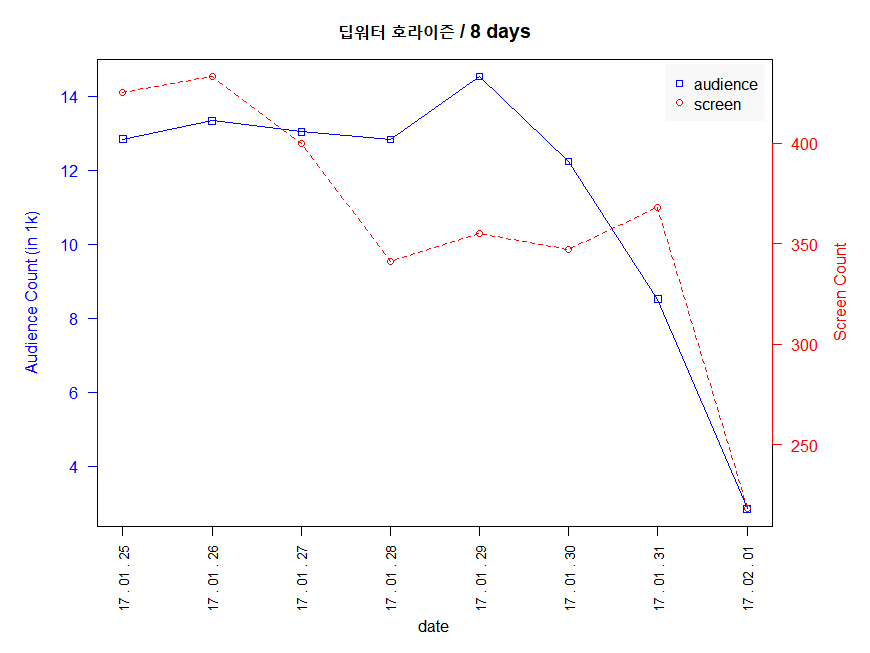 딥워터 호라이즌 / 8 days
audience
screen
14
12
10
8
6
4
Audience Count (in 1k)
400
350
300
250
Screen Count
17 . 01 . 25
17 . 01 . 26
17 . 01 . 27
17 . 01 . 28
17 . 01 . 29
17 . 01 . 30
17 . 01 . 31
17 . 02 . 01
date